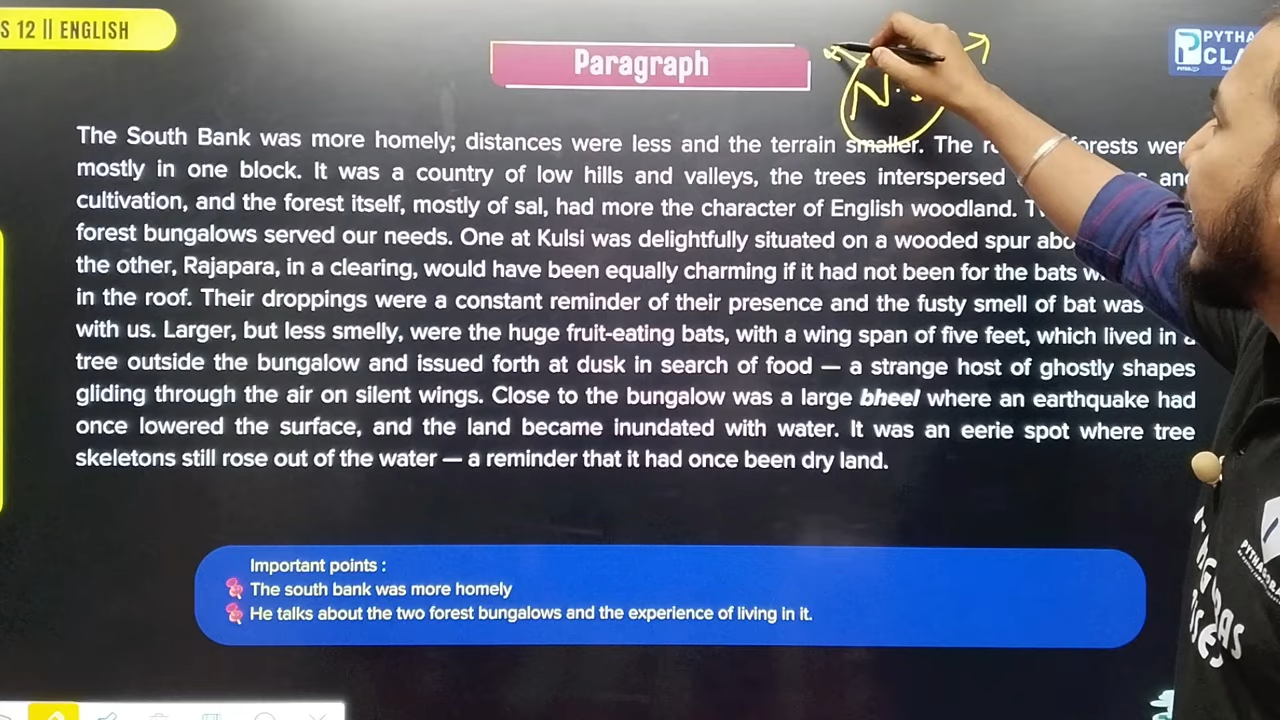 S 12 || ENGLISH
Paragraph
N.
PYTHA
CLA
The South Bank was more homely; distances were less and the terrain smaller. The forests wer
mostly in one block. It was a country of low hills and valleys, the trees interspersed and
cultivation, and the forest itself, mostly of sal, had more the character of English woodland.
forest bungalows served our needs. One at Kulsi was delightfully situated on a wooded spur abo
the other, Rajapara, in a clearing, would have been equally charming if it had not been for the bats w
in the roof. Their droppings were a constant reminder of their presence and the fusty smell of bat was
with us. Larger, but less smelly, were the huge fruit-eating bats, with a wing span of five feet, which lived in a
tree outside the bungalow and issued forth at dusk in search of food — a strange host of ghostly shapes
gliding through the air on silent wings. Close to the bungalow was a large bheel where an earthquake had
once lowered the surface, and the land became inundated with water. It was an eerie spot where tree
skeletons still rose out of the water — a reminder that it had once been dry land.
Important points :
The south bank was more homely
He talks about the two forest bungalows and the experience of living in it.